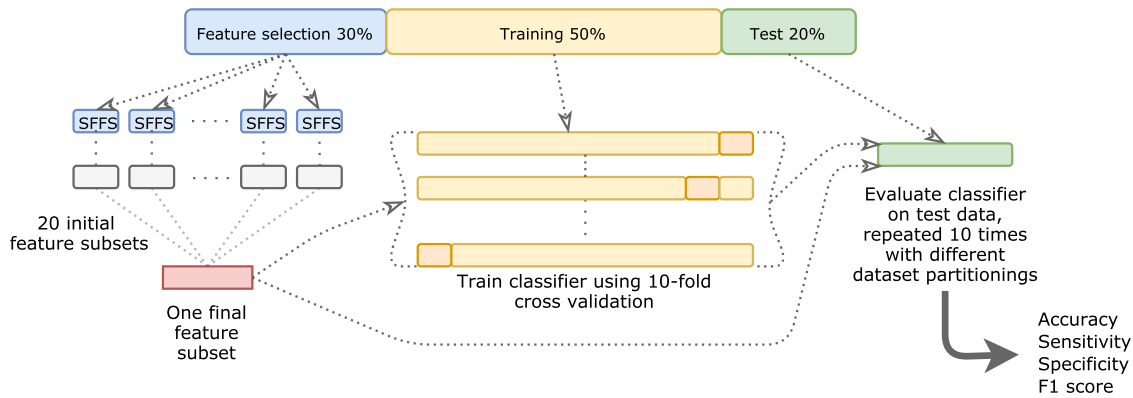 Feature selection 30%
Training 50%
Test 20%
SFFS
SFFS
SFFS
SFFS
20 initial
feature subsets
One final
feature
subset
Train classifier using 10-fold
cross validation
Evaluate classifier
on test data,
repeated 10 times
with different
dataset partitionings
Accuracy
Sensitivity
Specificity
F1 score